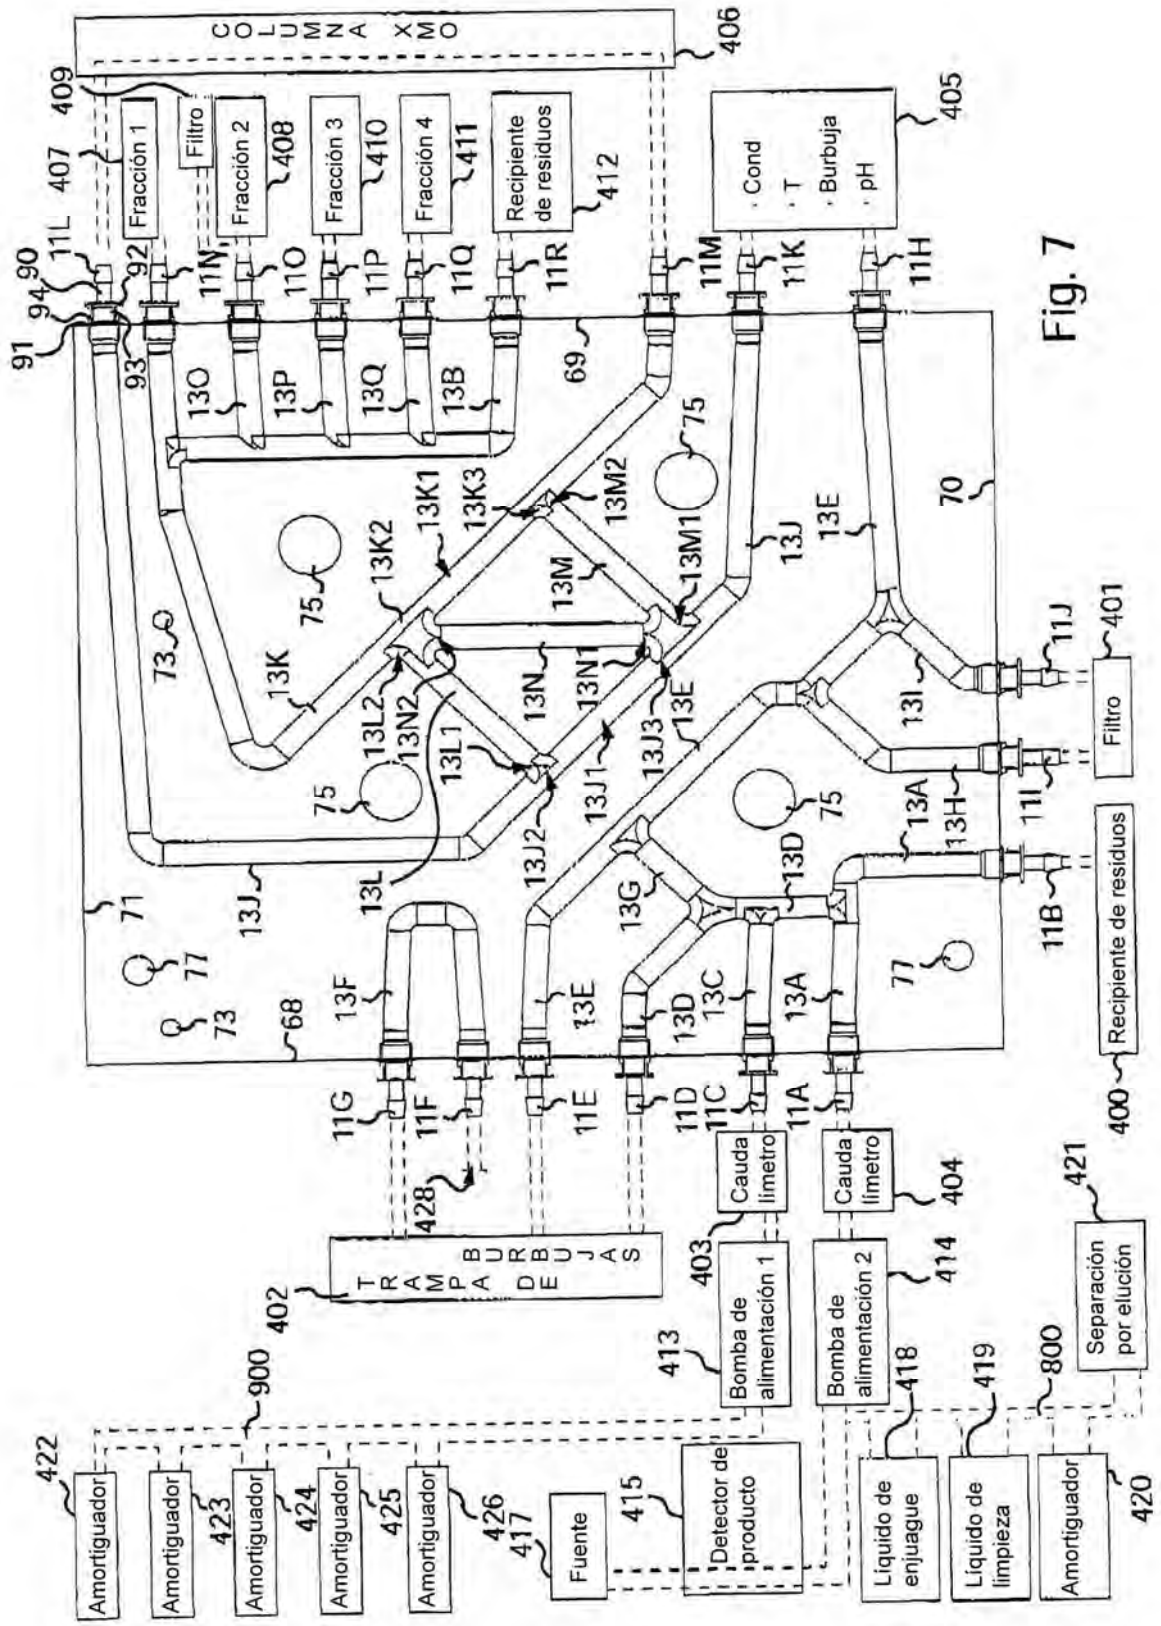 COLUMNA
XMO
406
409
407
Fracción 1
Filtro
Fracción 2
408
Fracción 3
410
Fracción 4
411
Recipiente
de residuos
412
· Cond
· T
· Burbuja
· pH
405
11L
90
94
91
92
93
11N
11O
11P
11Q
11R
11M
11K
11H
13O
13P
13Q
13B
69
75
73
75
13K
13K2
13K1
13K3
13M2
13M
13M1
13J
13E
70
13L2
13N2
13L1
13N
13N1
13E
13J3
13J1
13J2
13L
75
75
13I
11J
401
Filtro
11I
13H
13A
13D
13G
11B
Recipiente de residuos
400
71
77
73
68
13J
13F
13E
13D
13C
13A
77
11G
11F
11E
11D
11C
11A
428
402
TRAMPA DE
BURBUJAS
Cauda
límetro
403
Cauda
límetro
404
Bomba de
alimentación 1
413
Bomba de
alimentación 2
414
421
Separación
por elución
900
800
422
Amortiguador
Amortiguador
423
Amortiguador
424
Amortiguador
425
Amortiguador
426
417
Fuente
415
Detector de
producto
418
Líquido de
enjuague
419
Líquido de
limpieza
Amortiguador
420
Fig. 7